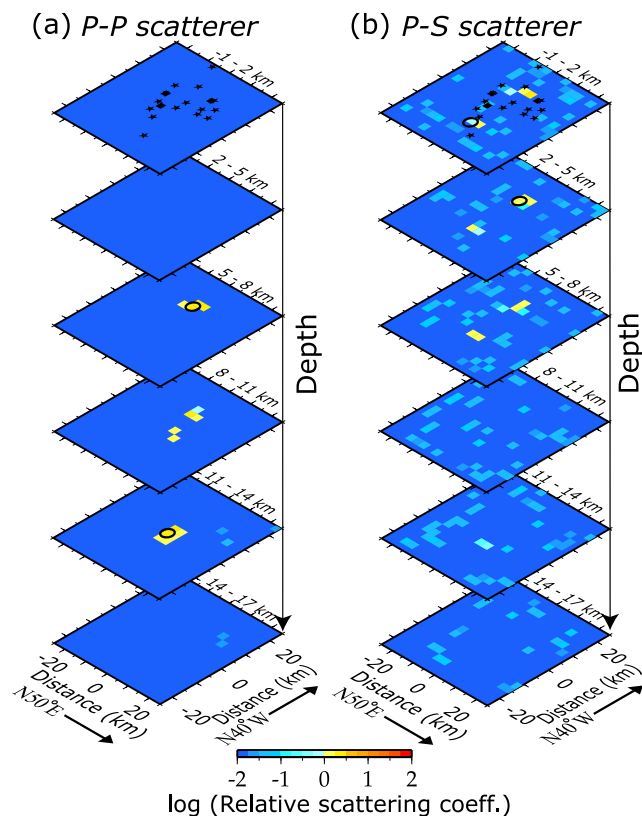 (a) P-P scatterer
(b) P-S scatterer
-1 - 2 km
-1 - 2 km
2 - 5 km
2 - 5 km
5 - 8 km
5 - 8 km
Depth
Depth
8 - 11 km
8 - 11 km
11 - 14 km
11 - 14 km
14 - 17 km
14 - 17 km
-20 0 20
Distance (km)
N50°E
-20 0 20
Distance (km)
N40°W
-20 0 20
Distance (km)
N50°E
-20 0 20
Distance (km)
N40°W
-2 -1 0 1 2
log (Relative scattering coeff.)